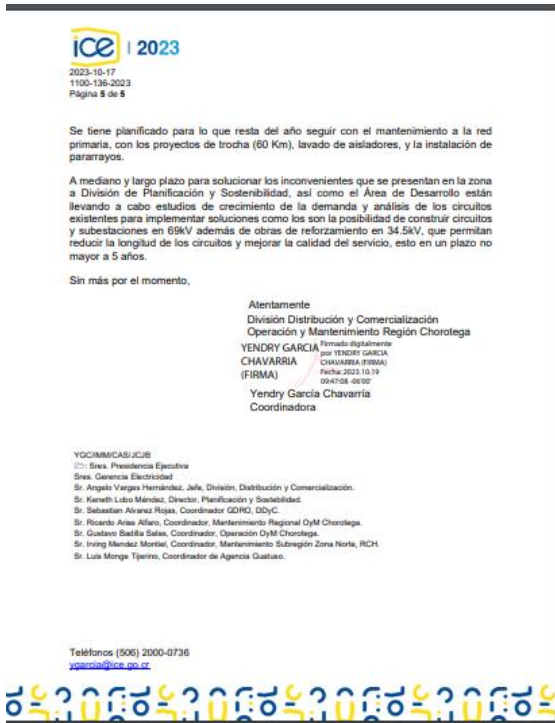 ice | 2023
2023-10-17
1100-136-2023
Página 5 de 5
Se tiene planificado para lo que resta del año seguir con el mantenimiento a la red
primaria, con los proyectos de trocha (60 Km), lavado de aisladores, y la instalación de
pararrayos.
A mediano y largo plazo para solucionar los inconvenientes que se presentan en la zona
a División de Planificación y Sostenibilidad, así como el Área de Desarrollo están
llevando a cabo estudios de crecimiento de la demanda y análisis de los circuitos
existentes para implementar soluciones como los son la posibilidad de construir circuitos
y subestaciones en 69kV además de obras de reforzamiento en 34.5kV, que permitan
reducir la longitud de los circuitos y mejorar la calidad del servicio, esto en un plazo no
mayor a 5 años.
Sin más por el momento,
Atentamente
División Distribución y Comercialización
Operación y Mantenimiento Región Chorotega
YENDRY GARCIA
CHAVARRIA
(FIRMA)
Firmado digitalmente
por YENDRY GARCIA
CHAVARRIA (FIRMA)
Fecha: 2023.10.19
09:47:08 -06'00'
Yendry García Chavarría
Coordinadora
YGC/IMM/CAS/JCJB
Sres. Presidencia Ejecutiva
Sres. Gerencia Electricidad
Sr. Angelo Vargas Hernández, Jefe, División, Distribución y Comercialización.
Sr. Keneth Lobo Méndez, Director, Planificación y Sostebilidad.
Sr. Sebastian Alvarez Rojas, Coordinador GDRD, DDyC.
Sr. Ricardo Arias Alfaro, Coordinador, Mantenimiento Regional OyM Chorotega.
Sr. Gustavo Badilla Salas, Coordinador, Operación OyM Chorotega.
Sr. Irving Mendez Montiel, Coordinador, Mantenimiento Subregión Zona Norte, RCH.
Sr. Luis Monge Tijerino, Coordinador de Agencia Guatuso.
Teléfonos (506) 2000-0736
ygarcia@ice.go.cr